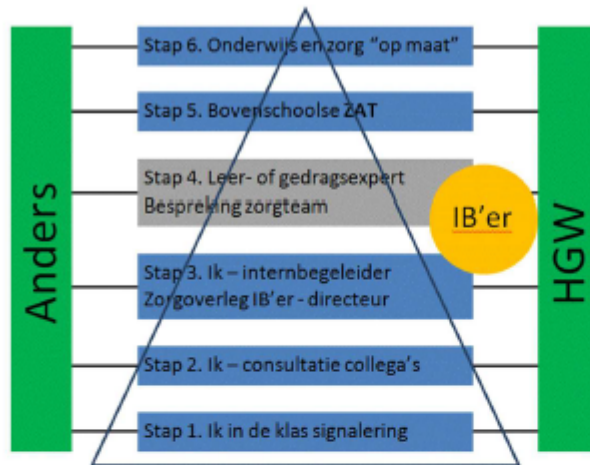 Anders
Stap 6. Onderwijs en zorg "op maat"
Stap 5. Bovenschoolse ZAT
Stap 4. Leer- of gedragsexpert
Bespreking zorgteam
IB'er
Stap 3. Ik – internbegeleider
Zorgoverleg IB'er - directeur
Stap 2. Ik – consultatie collega's
Stap 1. Ik in de klas signalering
HGW